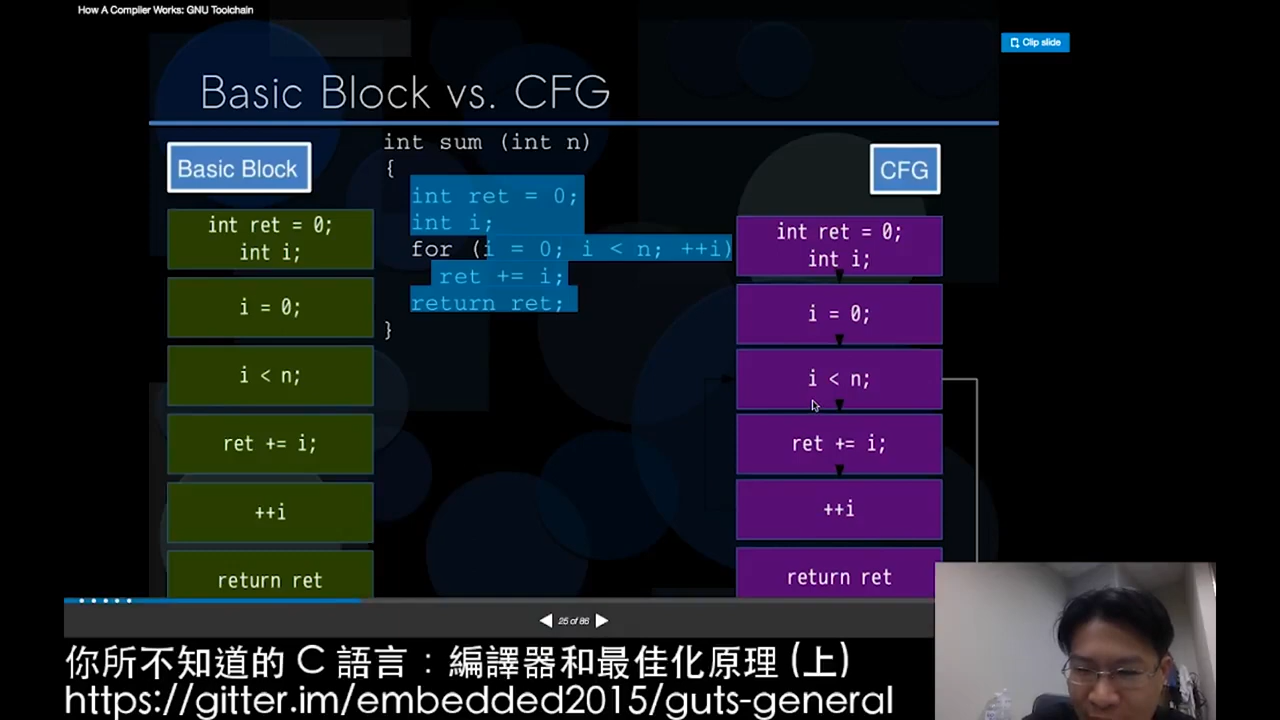 How A Compiler Works: GNU Toolchain
Clip slide
Basic Block vs. CFG
Basic Block
int ret = 0;
int i;
i = 0;
i < n;
ret += i;
++i
return ret
int sum (int n)
{
int ret = 0;
int i;
for (i = 0; i < n; ++i)
ret += i;
return ret;
}
CFG
int ret = 0;
int i;
i = 0;
i < n;
ret += i;
++i
return ret
25 of 86
你所不知道的 C 語言：編譯器和最佳化原理 (上)
https://gitter.im/embedded2015/guts-general